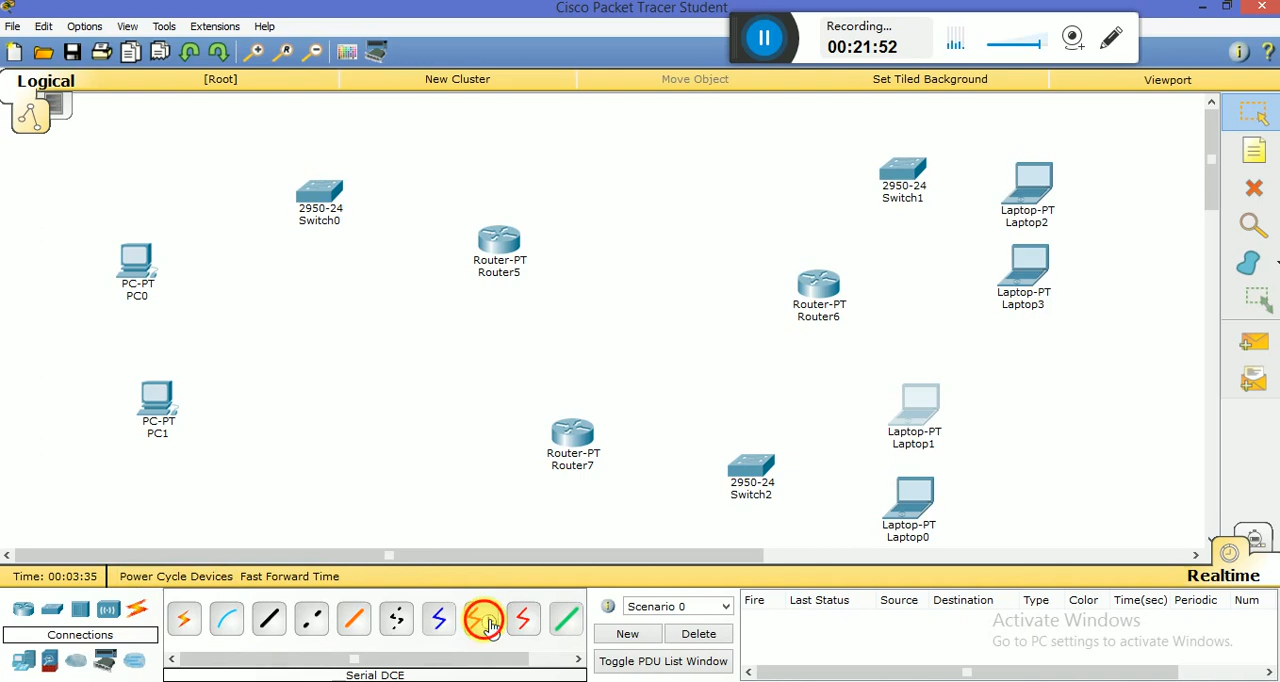 Cisco Packet Tracer Student
File Edit Options View Tools Extensions Help
Recording...
00:21:52
Logical [Root] New Cluster Move Object Set Tiled Background Viewport
2950-24
Switch0
2950-24
Switch1
Laptop-PT
Laptop2
Router-PT
Router5
PC-PT
PC0
Laptop-PT
Laptop3
Router-PT
Router6
PC-PT
PC1
Laptop-PT
Laptop1
Router-PT
Router7
2950-24
Switch2
Laptop-PT
Laptop0
Time: 00:03:35 Power Cycle Devices Fast Forward Time
Realtime
Connections
Serial DCE
Scenario 0
New Delete
Toggle PDU List Window
Fire Last Status Source Destination Type Color Time(sec) Periodic Num
Activate Windows
Go to PC settings to activate Windows.